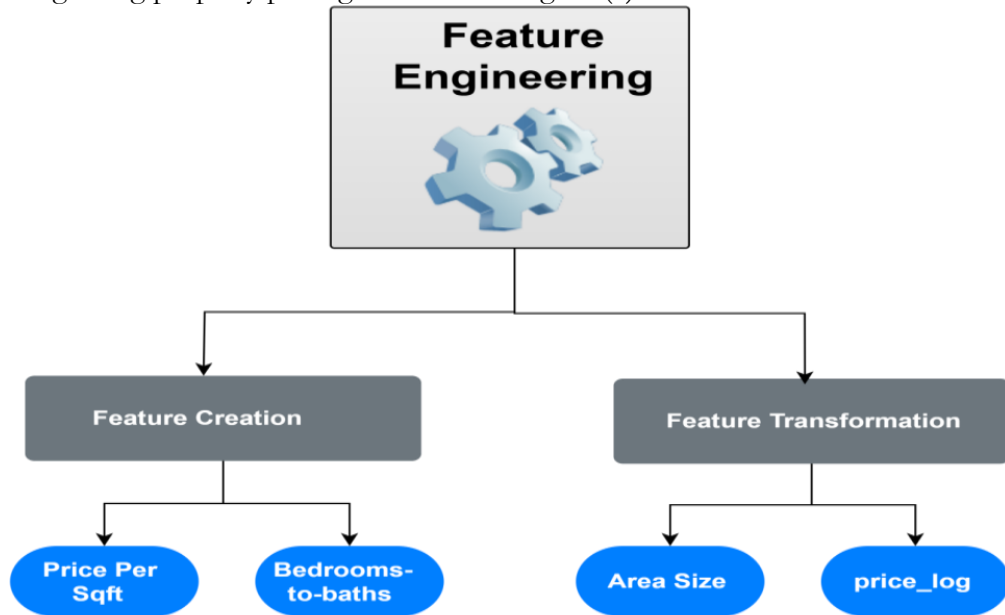 Feature
Engineering
Feature Creation
Feature Transformation
Price Per
Sqft
Bedrooms-
to-baths
Area Size
price_log